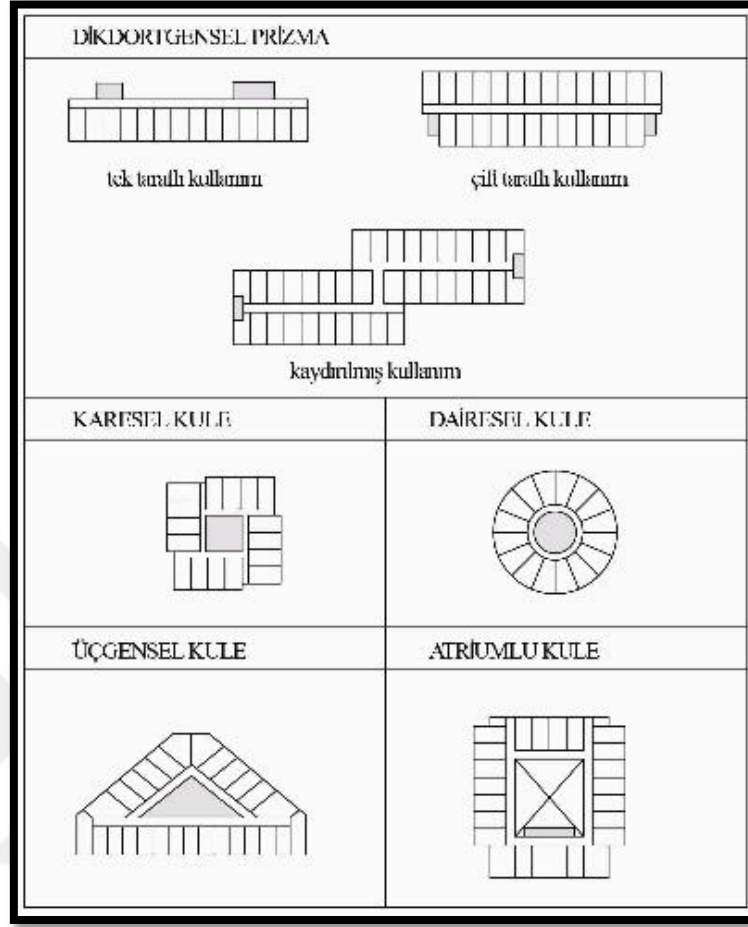 DİKDÖRTGENSEL PRİZMA
tek taraflı kullanım
çift taraflı kullanım
kaydırılmış kullanım
KARESEL KULE
DAİRESEL KULE
ÜÇGENSEL KULE
ATRİUMLU KULE